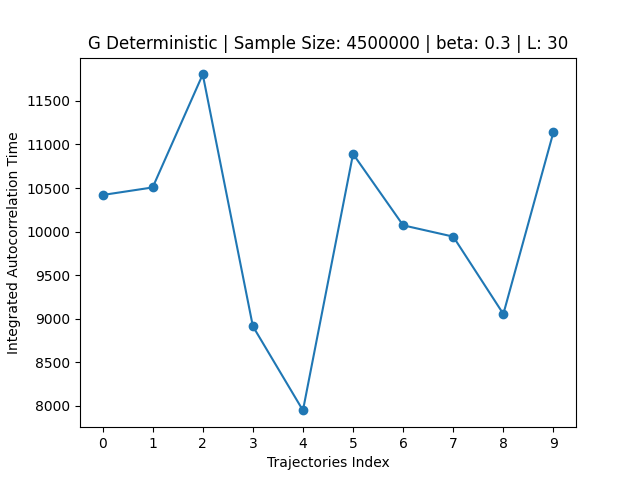 G Deterministic | Sample Size: 4500000 | beta: 0.3 | L: 30
Integrated Autocorrelation Time
11500
11000
10500
10000
9500
9000
8500
8000
0 1 2 3 4 5 6 7 8 9
Trajectories Index